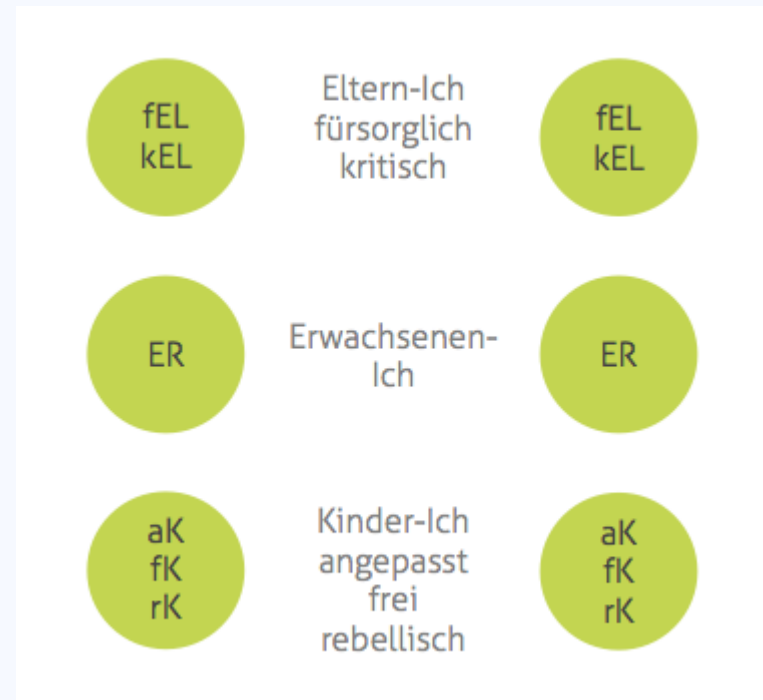 fEL
kEL
Eltern-Ich
fürsorglich
kritisch
fEL
kEL
ER
Erwachsenen-
Ich
ER
aK
fK
rK
Kinder-Ich
angepasst
frei
rebellisch
aK
fK
rK